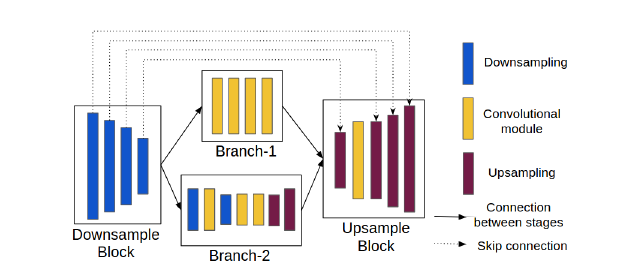 Branch-1
Branch-2
Downsample
Block
Upsample
Block
Downsampling
Convolutional
module
Upsampling
Connection
between stages
Skip connection